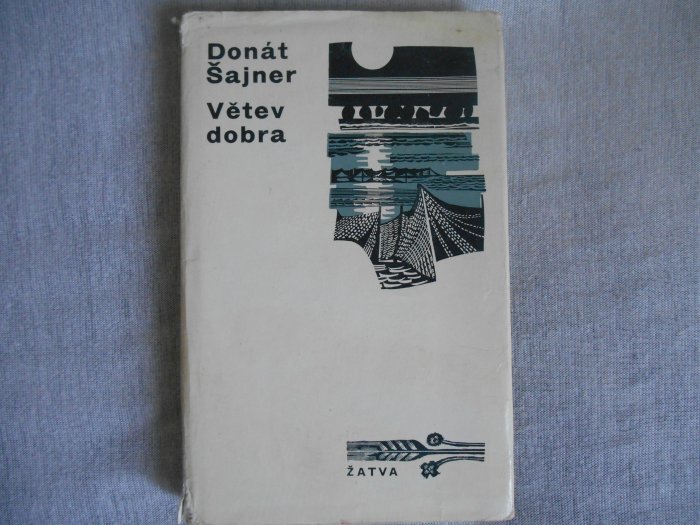 Donát
Šajner
Větev
dobra
ŽATVA